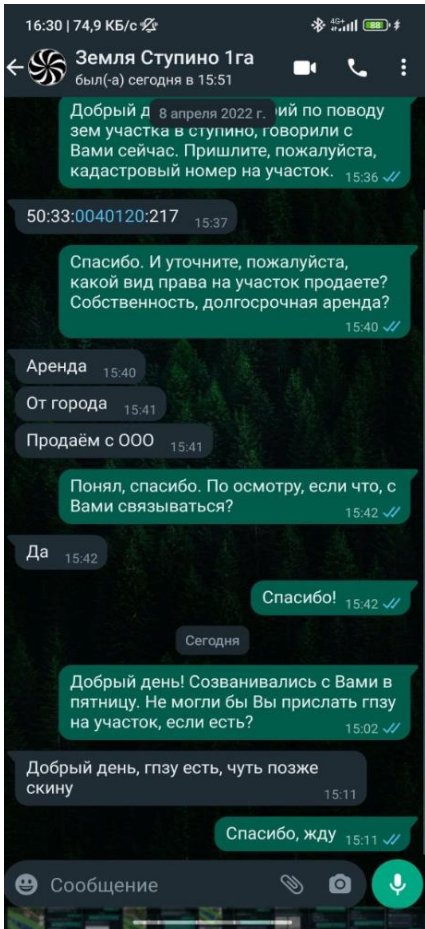 16:30 | 74,9 КБ/с
4G+
88
Земля Ступино 1га
был(-а) сегодня в 15:51
8 апреля 2022 г.
Добрый ий по поводу
зем участка в ступино, говорили с
Вами сейчас. Пришлите, пожалуйста,
кадастровый номер на участок. 15:36
50:33:0040120:217 15:37
Спасибо. И уточните, пожалуйста,
какой вид права на участок продаете?
Собственность, долгосрочная аренда?
15:40
Аренда 15:40
От города 15:41
Продаём с ООО 15:41
Понял, спасибо. По осмотру, если что, с
Вами связываться?
15:42
Да 15:42
Спасибо! 15:42
Сегодня
Добрый день! Созванивались с Вами в
пятницу. Не могли бы Вы прислать гпзу
на участок, если есть?
15:02
Добрый день, гпзу есть, чуть позже
скину
15:11
Спасибо, жду 15:11
Сообщение